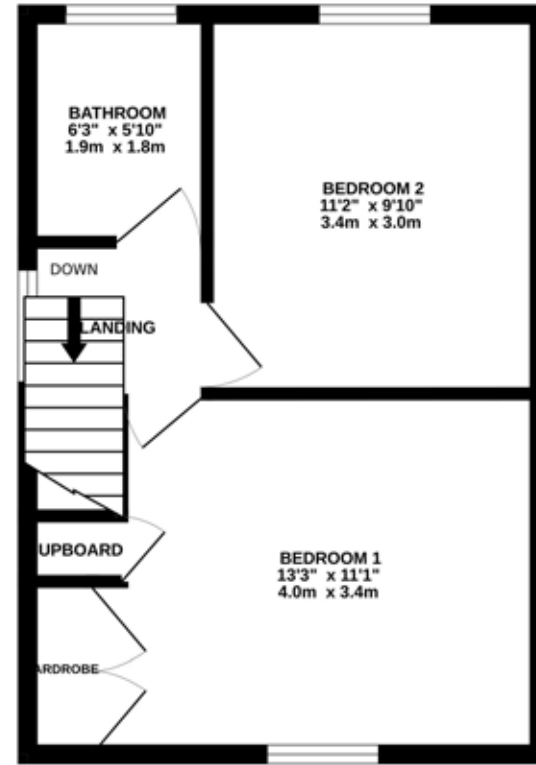 BATHROOM
6'3" x 5'10"
1.9m x 1.8m
BEDROOM 2
11'2" x 9'10"
3.4m x 3.0m
DOWN
LANDING
UPBOARD
BEDROOM 1
13'3" x 11'1"
4.0m x 3.4m
ARDROBE